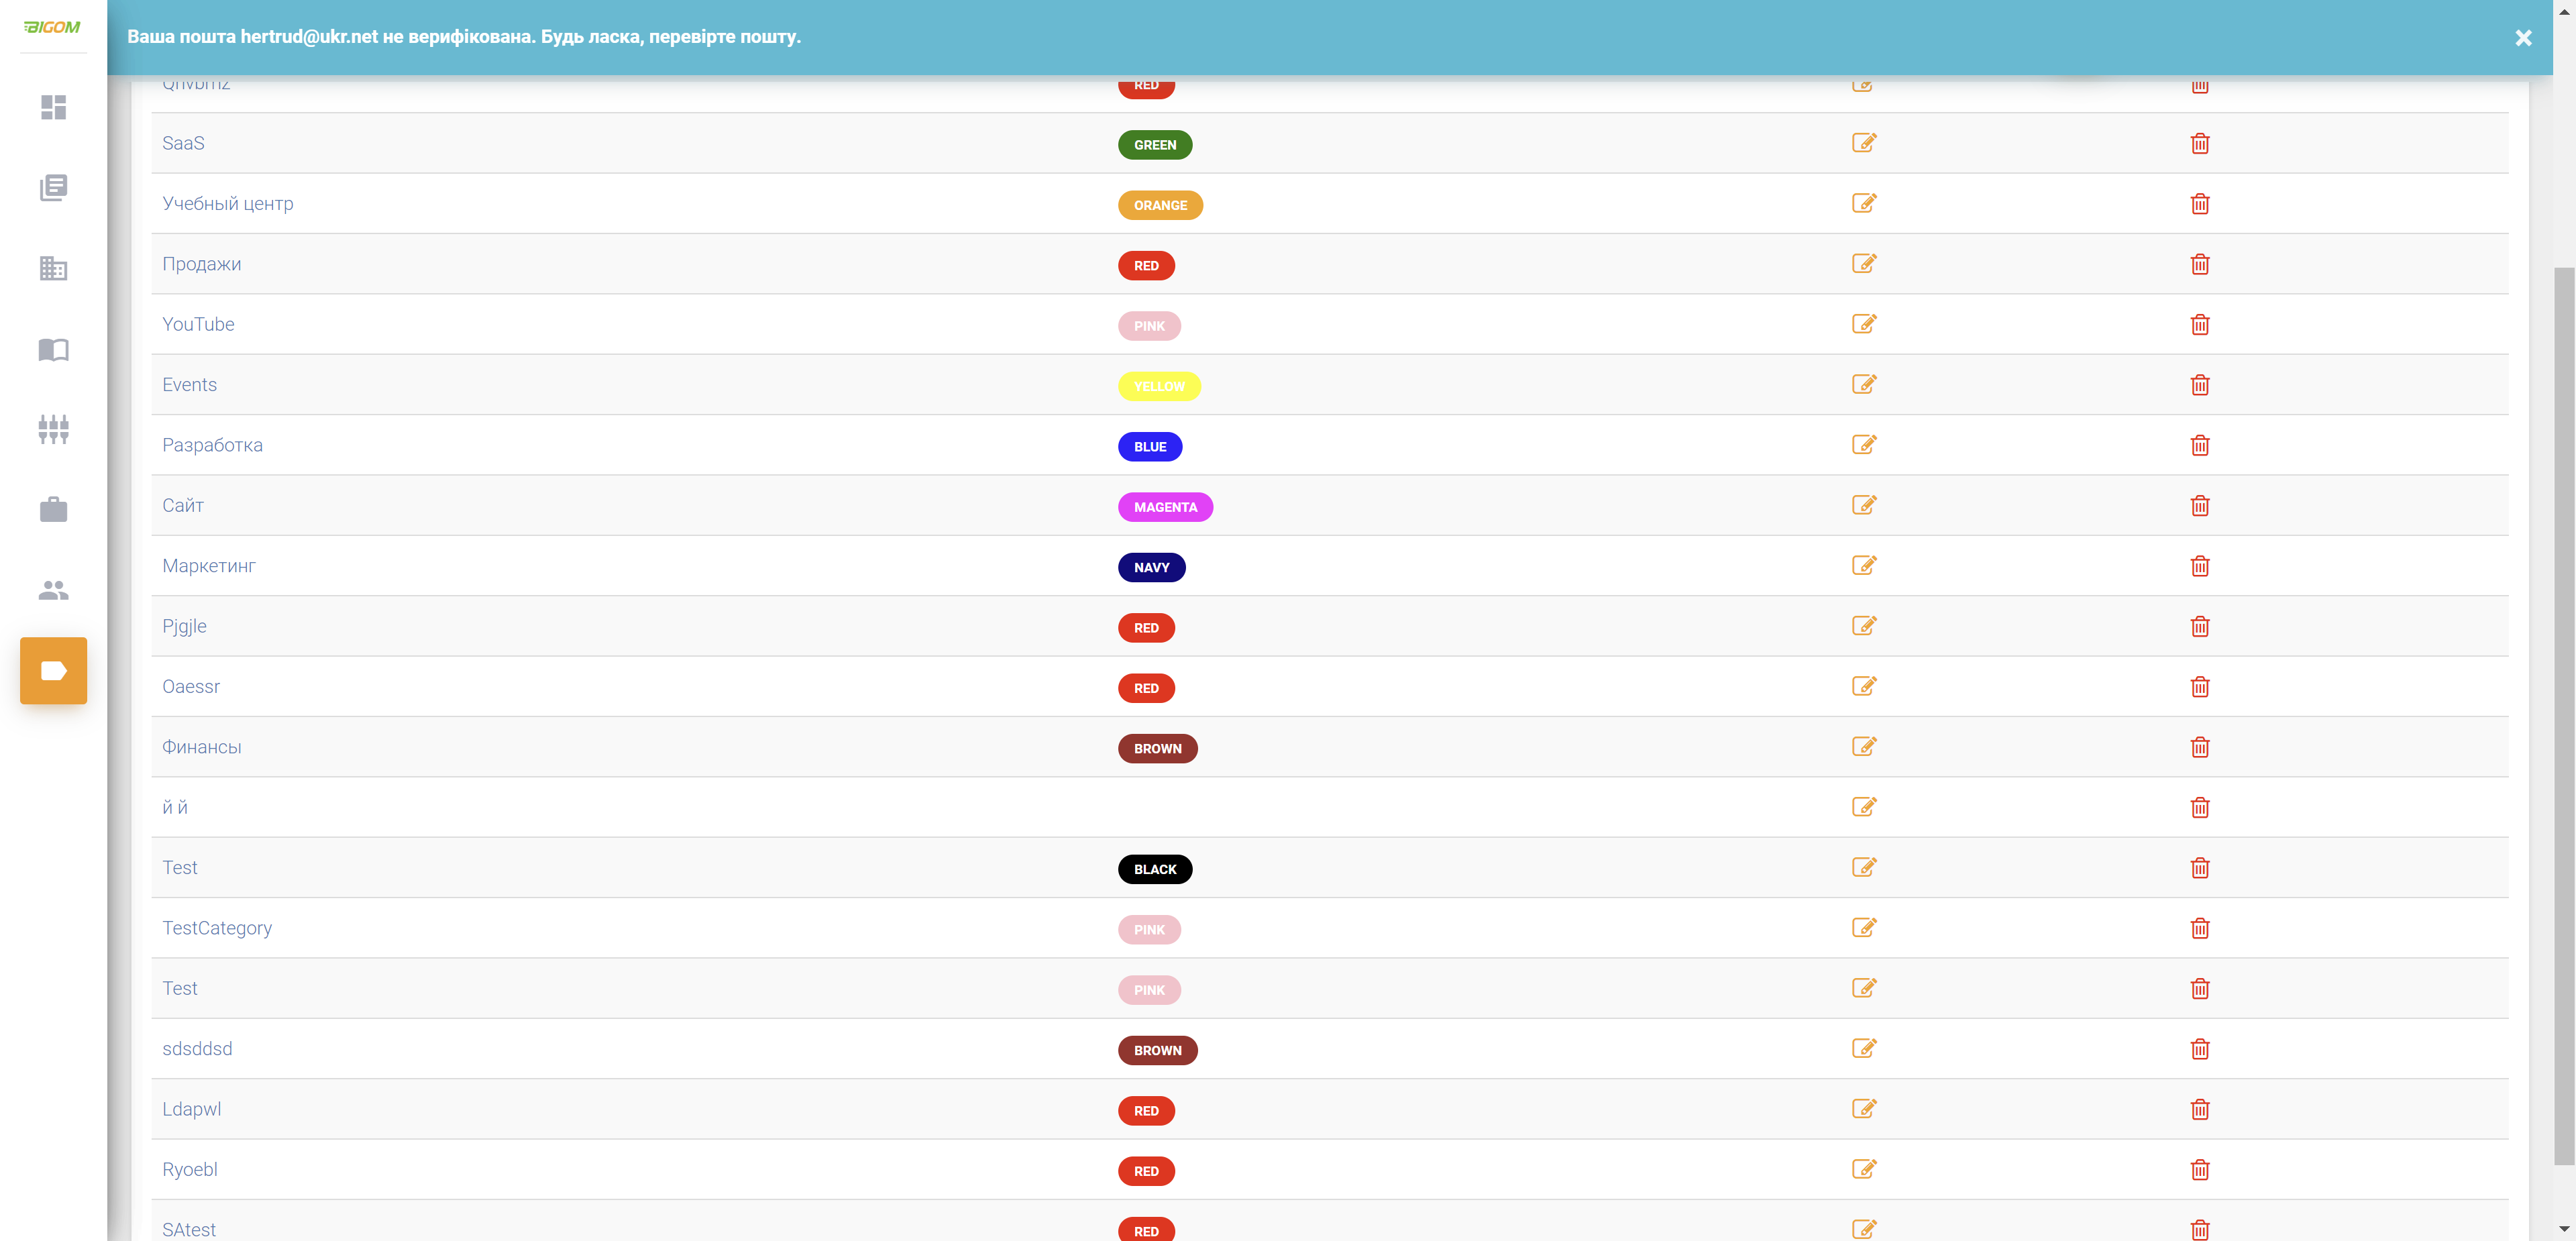 BIGOM
Ваша пошта hertrud@ukr.net не верифікована. Будь ласка, перевірте пошту.
RED
SaaS GREEN
Учебный центр ORANGE
Продажи RED
YouTube PINK
Events YELLOW
Разработка BLUE
Сайт MAGENTA
Маркетинг NAVY
Pjgjle RED
Oaessr RED
Финансы BROWN
й й
Test BLACK
TestCategory PINK
Test PINK
sdsddsd BROWN
Ldapwl RED
Ryoebl RED
SAtest RED